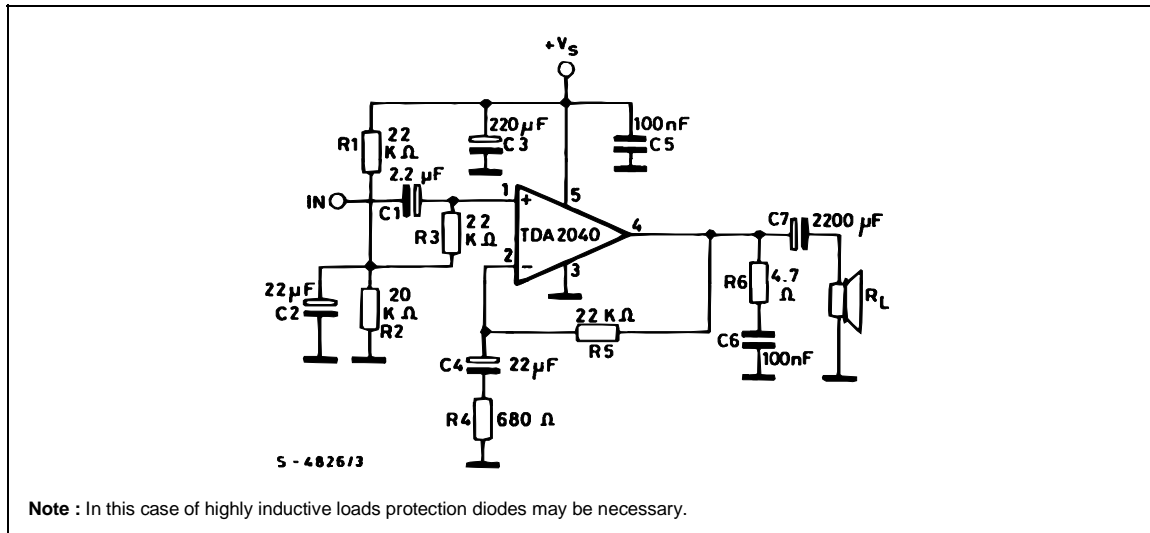 +VS
R1
22
KΩ
220µF
C3
100nF
C5
IN
2.2 µF
C1
1
+
5
TDA2040
4
R3
22
KΩ
2
−
3
C7
2200 µF
22µF
C2
20
KΩ
R2
R6
4.7
Ω
RL
22 KΩ
R5
C6
100nF
C4
22µF
R4
680 Ω
S - 4826/3
Note : In this case of highly inductive loads protection diodes may be necessary.